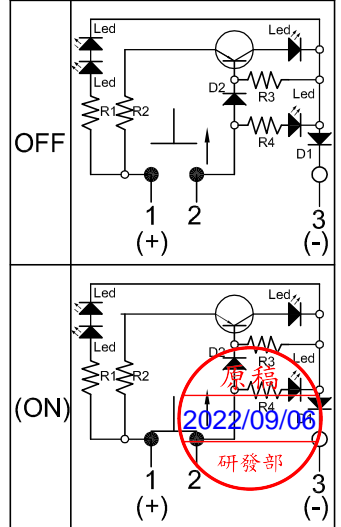 Led
Led
Led
D2
R3
Led
R1
R2
R4
D1
OFF
1
2
3
(+)
(-)
Led
Led
Led
D2
原稿
R3
Led
R1
R2
R4
D1
(ON)
2022/09/06
研發部
1
2
3
(+)
(-)